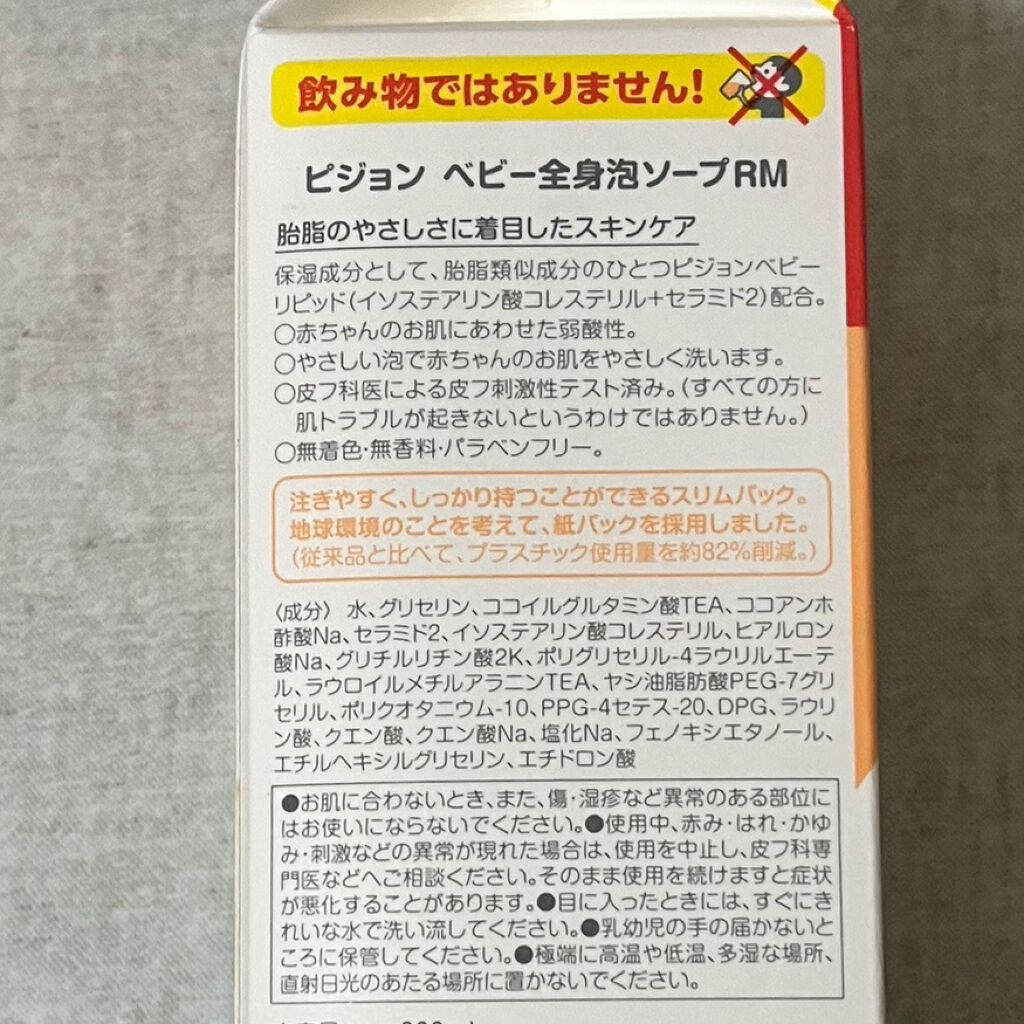 飲み物ではありません!
ピジョン ベビー全身泡ソープRM
胎脂のやさしさに着目したスキンケア
保湿成分として、胎脂類似成分のひとつピジョンベビー
リピッド(イソステアリン酸コレステリル+セラミド2)配合。
○赤ちゃんのお肌にあわせた弱酸性。
○やさしい泡で赤ちゃんのお肌をやさしく洗います。
○皮フ科医による皮フ刺激性テスト済み。(すべての方に
肌トラブルが起きないというわけではありません。)
○無着色・無香料・パラベンフリー。
注ぎやすく、しっかり持つことができるスリムパック。
地球環境のことを考えて、紙パックを採用しました。
(従来品と比べて、プラスチック使用量を約82%削減。)
〈成分〉 水、グリセリン、ココイルグルタミン酸TEA、ココアンホ
酢酸Na、セラミド2、イソステアリン酸コレステリル、ヒアルロン
酸Na、グリチルリチン酸2K、ポリグリセリル-4ラウリルエーテ
ル、ラウロイルメチルアラニンTEA、ヤシ油脂肪酸PEG-7グリ
セリル、ポリクオタニウム-10、PPG-4セテス-20、DPG、ラウリ
ン酸、クエン酸、クエン酸Na、塩化Na、フェノキシエタノール、
エチルヘキシルグリセリン、エチドロン酸
●お肌に合わないとき、また、傷・湿疹など異常のある部位に
はお使いにならないでください。●使用中、赤み・はれ・かゆ
み・刺激などの異常が現れた場合は、使用を中止し、皮フ科専
門医などへご相談ください。そのまま使用を続けますと症状
が悪化することがあります。●目に入ったときには、すぐにき
れいな水で洗い流してください。●乳幼児の手の届かないと
ころに保管してください。●極端に高温や低温、多湿な場所、
直射日光のあたる場所に置かないでください。